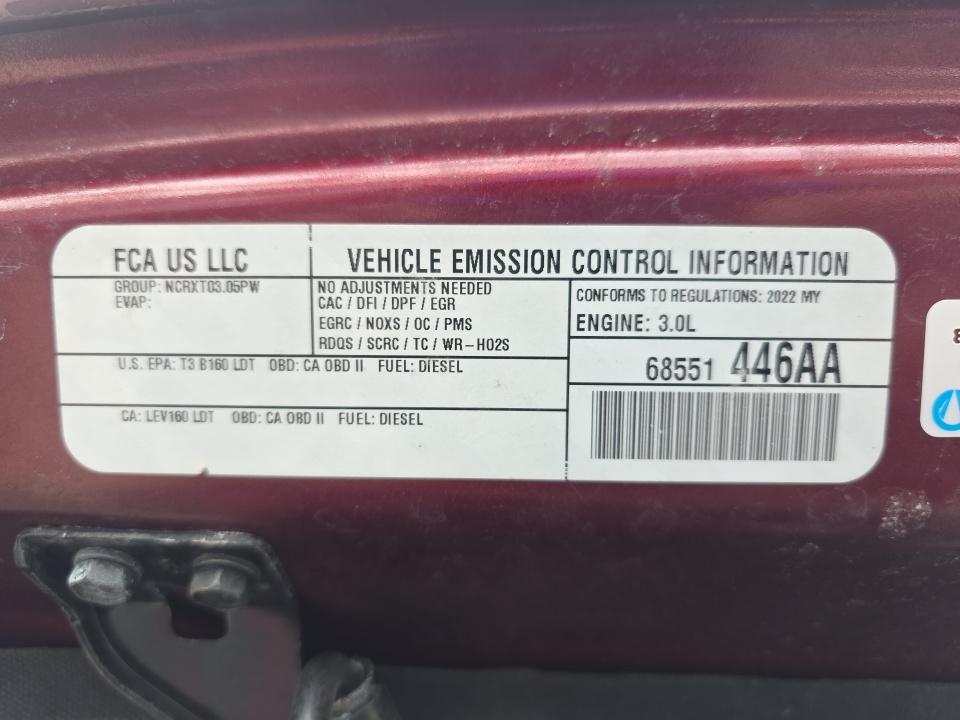 FCA US LLC
VEHICLE EMISSION CONTROL INFORMATION
GROUP: NCRXT03.05PW
EVAP:
NO ADJUSTMENTS NEEDED
CAC / DFI / DPF / EGR
EGRC / NOXS / OC / PMS
RDQS / SCRC / TC / WR-HO2S
CONFORMS TO REGULATIONS: 2022 MY
ENGINE: 3.0L
U.S. EPA: T3 B160 LDT OBD: CA OBD II FUEL: DIESEL
68551 446AA
CA: LEV160 LDT OBD: CA OBD II FUEL: DIESEL